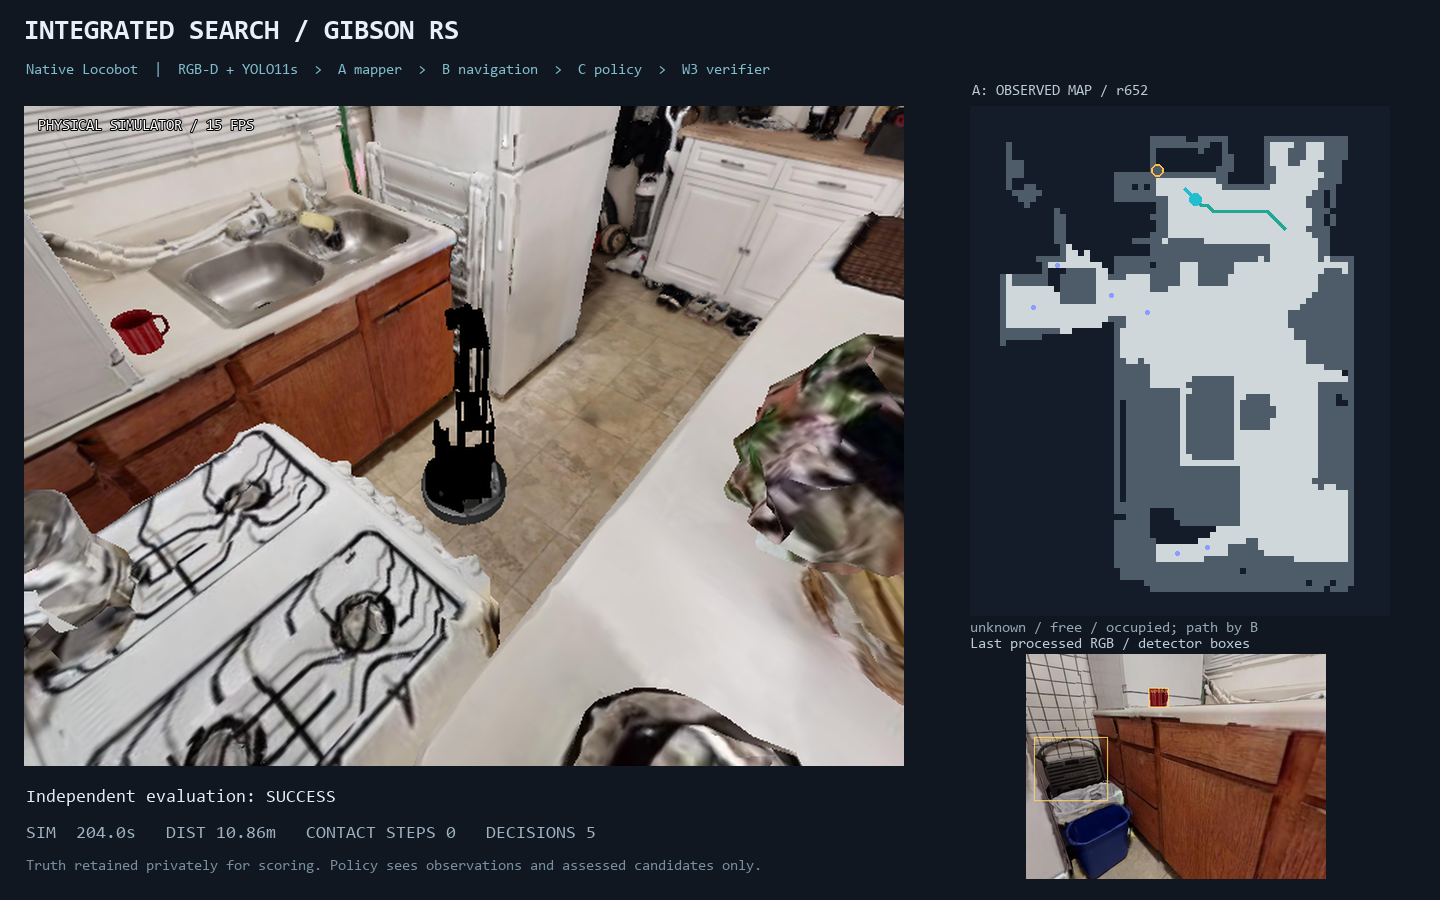 INTEGRATED SEARCH / GIBSON RS
Native Locobot | RGB-D + YOLO11s > A mapper > B navigation > C policy > W3 verifier
A: OBSERVED MAP / r652
PHYSICAL SIMULATOR / 15 FPS
unknown / free / occupied; path by B
Last processed RGB / detector boxes
Independent evaluation: SUCCESS
SIM 204.0s DIST 10.86m CONTACT STEPS 0 DECISIONS 5
Truth retained privately for scoring. Policy sees observations and assessed candidates only.